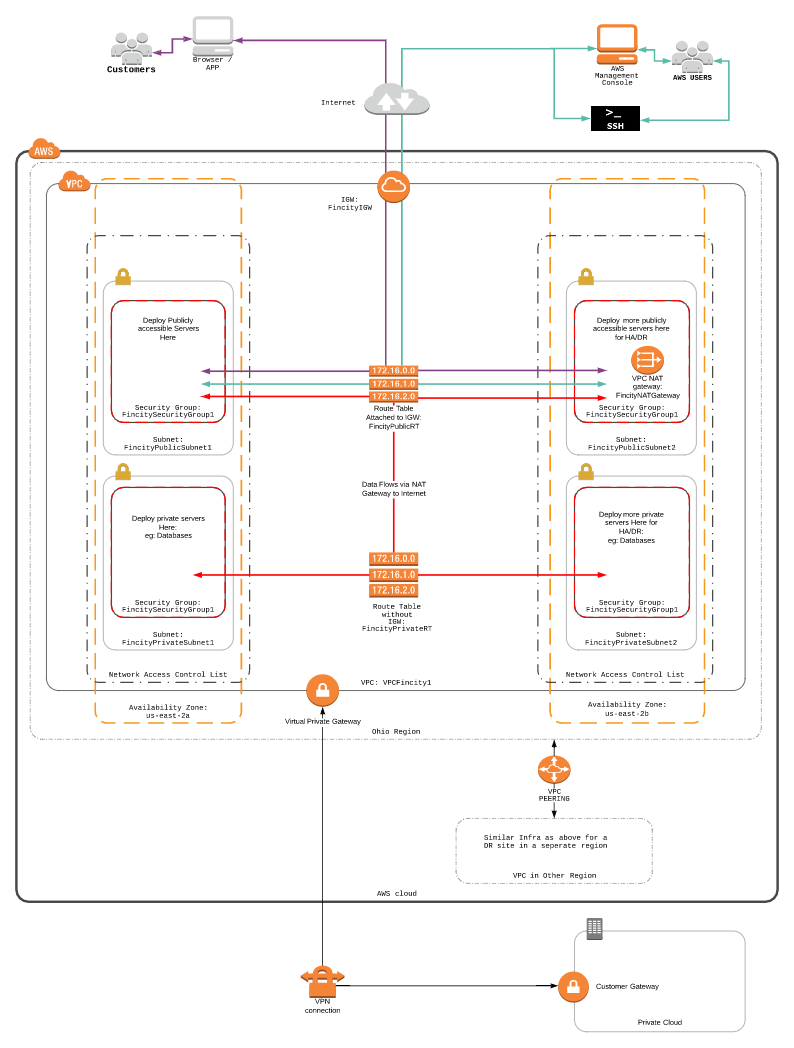 Customers
Browser /
APP
Internet
AWS
Management
Console
AWS USERS
>_
SSH
AWS
VPC
IGW:
FincityIGW
Deploy Publicly
accessible Servers
Here
Security Group:
FincitySecurityGroup1
Subnet:
FincityPublicSubnet1
172.16.0.0
172.16.1.0
172.16.2.0
Route Table
Attached to IGW:
FincityPublicRT
Deploy more publicly
accessible servers here
for HA/DR
VPC NAT
gateway:
FincityNATGateway
Security Group:
FincitySecurityGroup1
Subnet:
FincityPublicSubnet2
Data Flows via NAT
Gateway to Internet
Deploy private servers
Here:
eg: Databases
Security Group:
FincitySecurityGroup1
Subnet:
FincityPrivateSubnet1
172.16.0.0
172.16.1.0
172.16.2.0
Route Table
without
IGW:
FincityPrivateRT
Deploy more private
servers Here for
HA/DR:
eg: Databases
Security Group:
FincitySecurityGroup1
Subnet:
FincityPrivateSubnet2
Network Access Control List
VPC: VPCFincity1
Network Access Control List
Availability Zone:
us-east-2a
Virtual Private Gateway
Availability Zone:
us-east-2b
Ohio Region
VPC
PEERING
Similar Infra as above for a
DR site in a seperate region
VPC in Other Region
AWS cloud
VPN
connection
Customer Gateway
Private Cloud